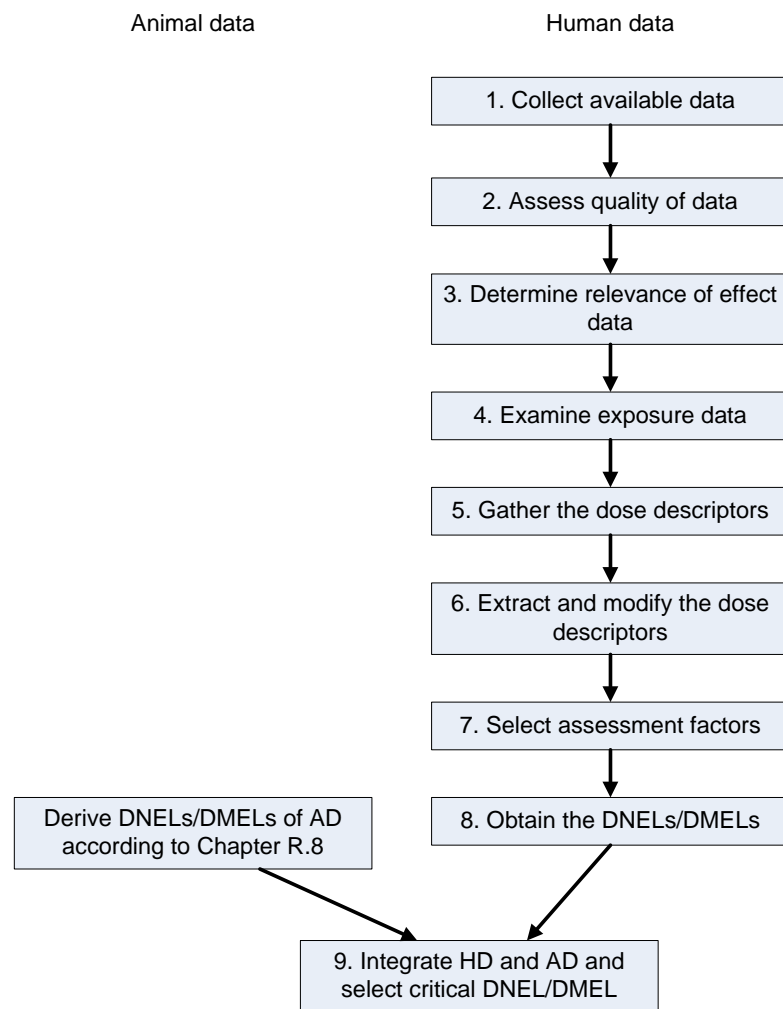 Animal data
Human data
1. Collect available data
2. Assess quality of data
3. Determine relevance of effect
data
4. Examine exposure data
5. Gather the dose descriptors
6. Extract and modify the dose
descriptors
7. Select assessment factors
Derive DNELs/DMELs of AD
according to Chapter R.8
8. Obtain the DNELs/DMELs
9. Integrate HD and AD and
select critical DNEL/DMEL